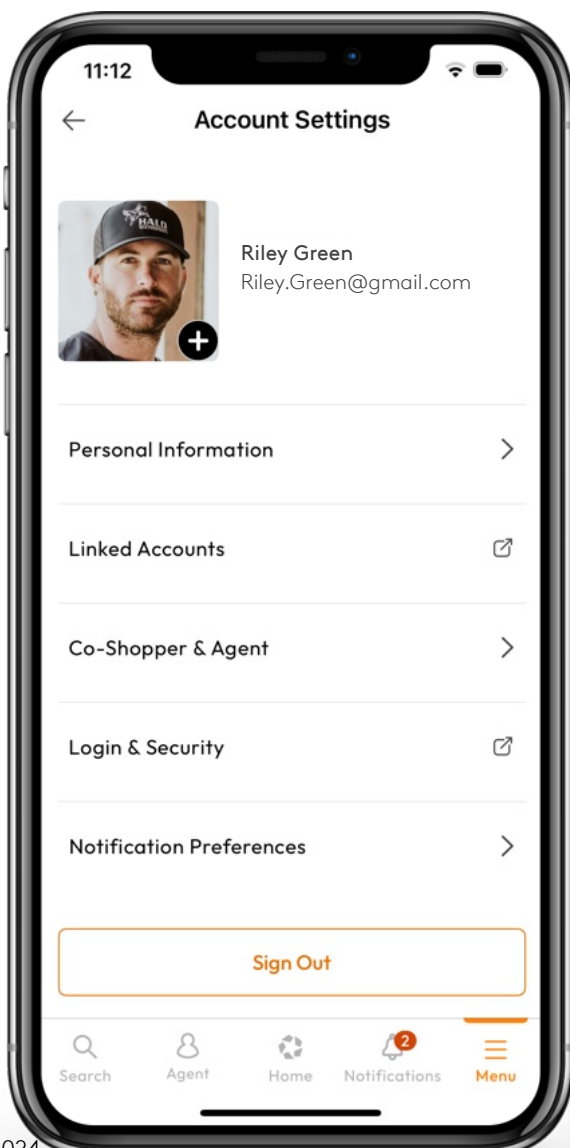 11:12
Account Settings
HALO
Riley Green
Riley.Green@gmail.com
Personal Information
Linked Accounts
Co-Shopper & Agent
Login & Security
Notification Preferences
Sign Out
2
Search Agent Home Notifications Menu